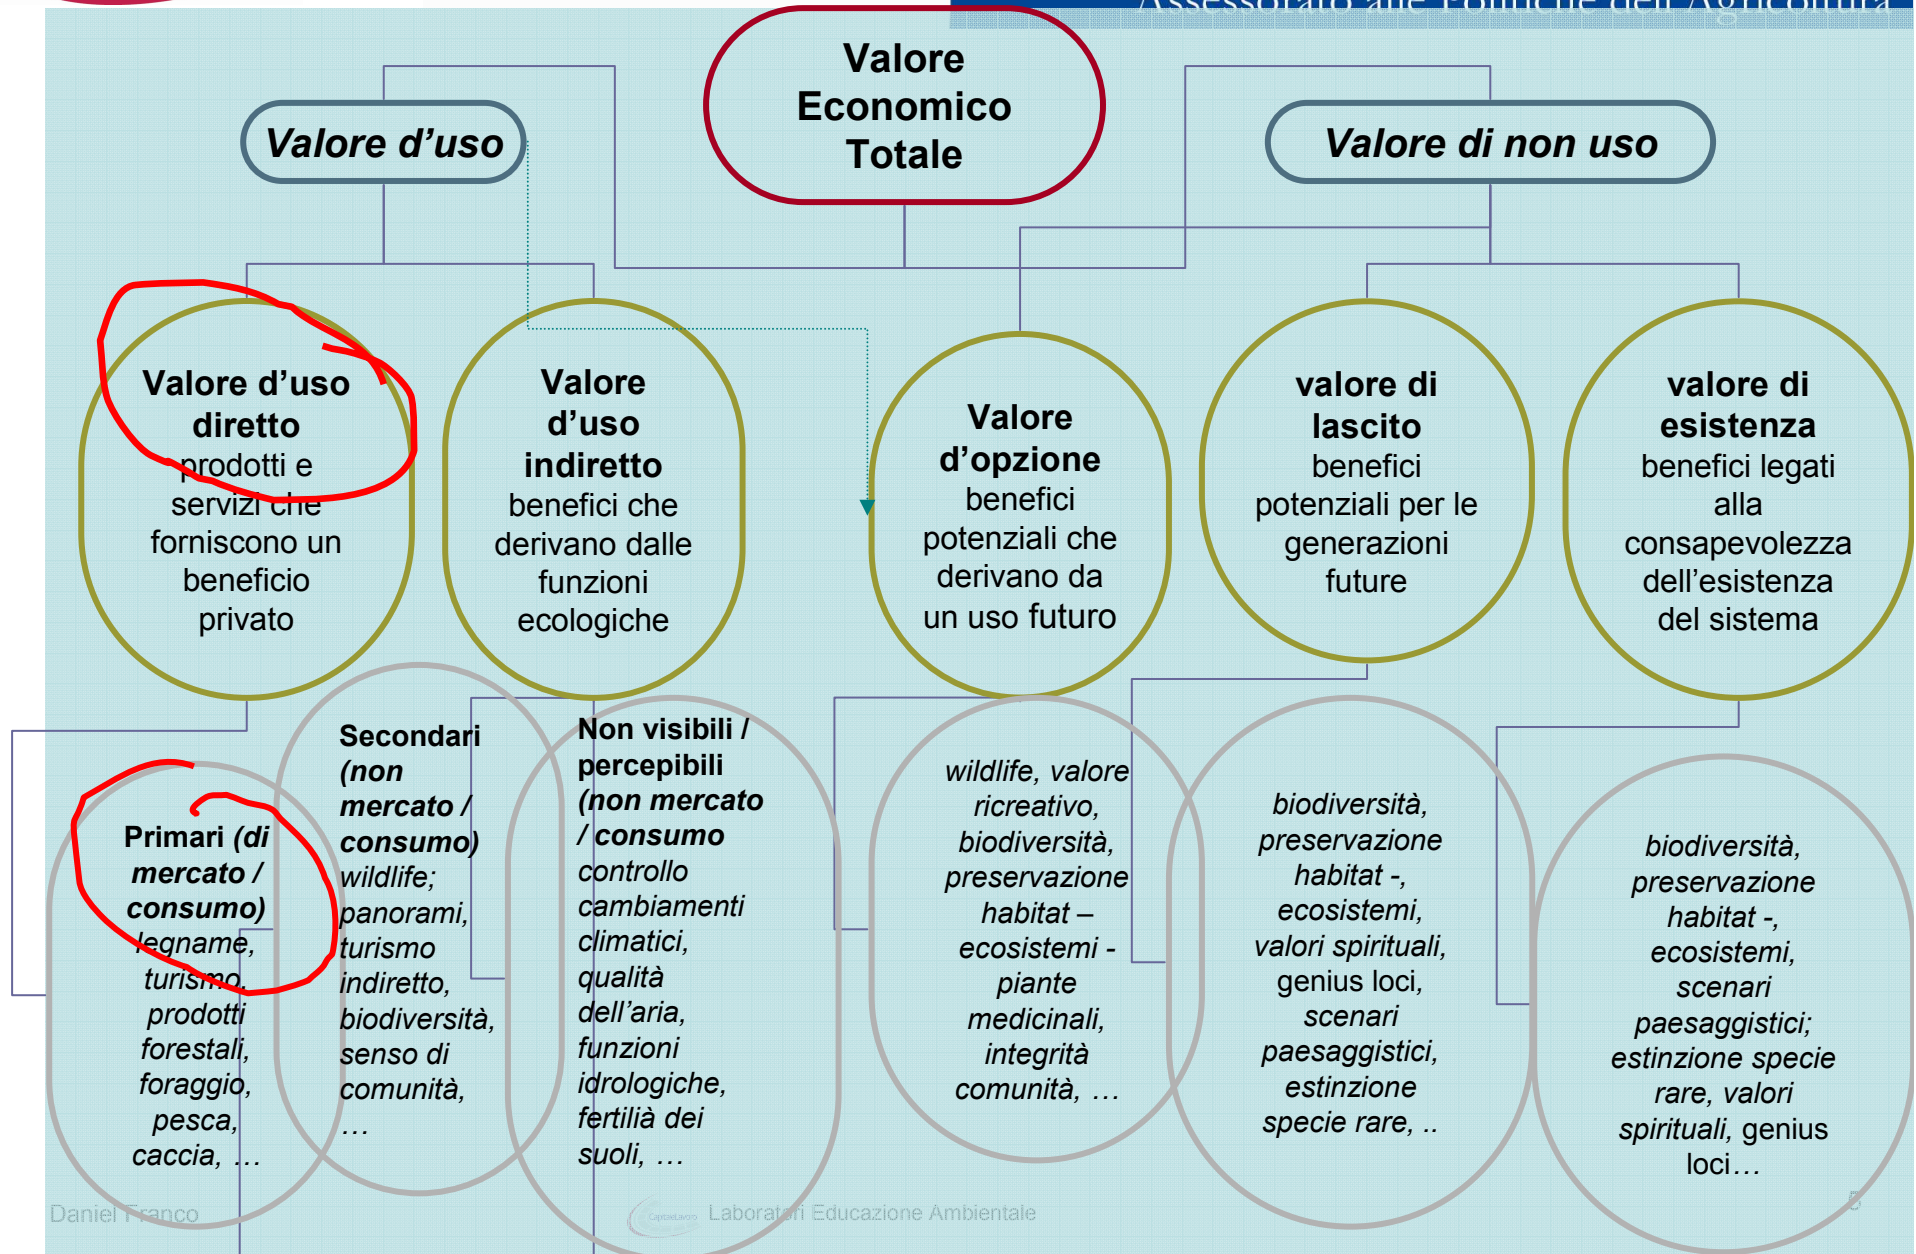 Assessorato alle Politiche dell'Agricoltura
Valore
Economico
Totale
Valore d'uso
Valore di non uso
Valore d'uso
diretto
prodotti e
servizi che
forniscono un
beneficio
privato
Valore
d'uso
indiretto
benefici che
derivano dalle
funzioni
ecologiche
Valore
d'opzione
benefici
potenziali che
derivano da
un uso futuro
valore di
lascito
benefici
potenziali per le
generazioni
future
valore di
esistenza
benefici legati
alla
consapevolezza
dell'esistenza
del sistema
Primari (di
mercato /
consumo)
legname,
turismo,
prodotti
forestali,
foraggio,
pesca,
caccia, …
Secondari
(non
mercato /
consumo)
wildlife;
panorami,
turismo
indiretto,
biodiversità,
senso di
comunità,
…
Non visibili /
percepibili
(non mercato
/ consumo
controllo
cambiamenti
climatici,
qualità
dell'aria,
funzioni
idrologiche,
fertilià dei
suoli, …
wildlife, valore
ricreativo,
biodiversità,
preservazione
habitat –
ecosistemi -
piante
medicinali,
integrità
comunità, …
biodiversità,
preservazione
habitat -,
ecosistemi,
valori spirituali,
genius loci,
scenari
paesaggistici,
estinzione
specie rare, ..
biodiversità,
preservazione
habitat -,
ecosistemi,
scenari
paesaggistici;
estinzione specie
rare, valori
spirituali, genius
loci…
Daniel Franco
CapitaleLavoro
Laboratori Educazione Ambientale
5